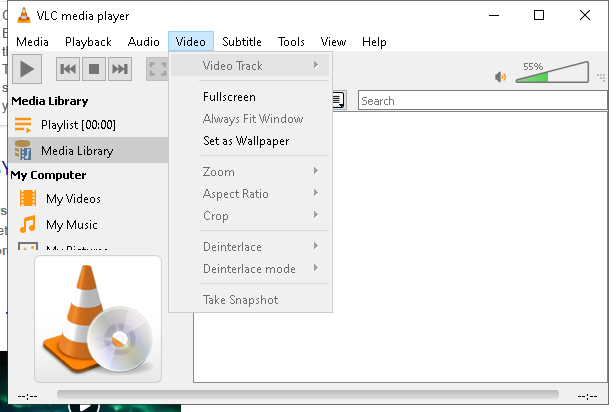 VLC media player
Media Playback Audio Video Subtitle Tools View Help
55%
Video Track
Fullscreen
Always Fit Window
Set as Wallpaper
Zoom
Aspect Ratio
Crop
Deinterlace
Deinterlace mode
Take Snapshot
Search
Media Library
Playlist [00:00]
Media Library
My Computer
My Videos
My Music
My Pictures
--:-- --:--